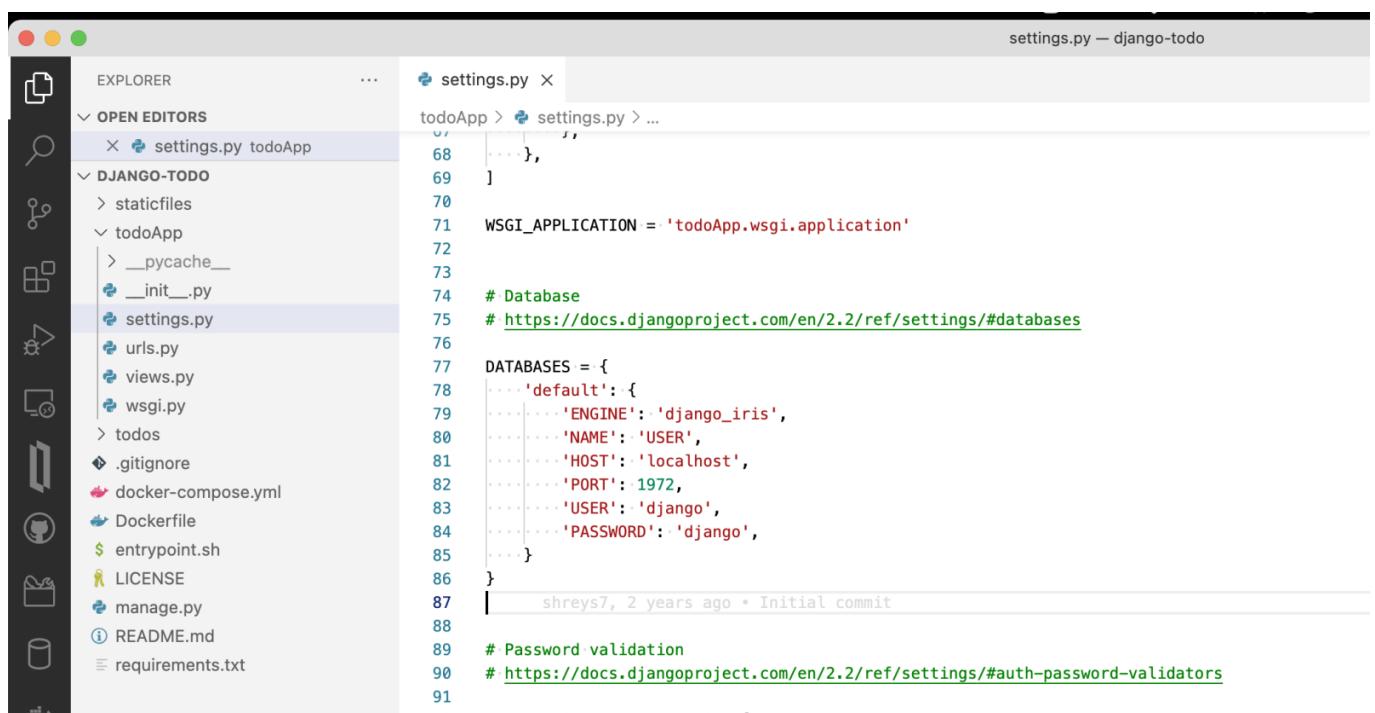 settings.py — django-todo
EXPLORER
settings.py
OPEN EDITORS
todoApp > settings.py > ...
settings.py todoApp
67 },
68 },
DJANGO-TODO
69 ]
staticfiles
70
todoApp
71 WSGI_APPLICATION = 'todoApp.wsgi.application'
72
__pycache__
73
__init__.py
74 # Database
settings.py
75 # https://docs.djangoproject.com/en/2.2/ref/settings/#databases
76
urls.py
77 DATABASES = {
views.py
78 'default': {
wsgi.py
79 'ENGINE': 'django_iris',
todos
80 'NAME': 'USER',
.gitignore
81 'HOST': 'localhost',
docker-compose.yml
82 'PORT': 1972,
Dockerfile
83 'USER': 'django',
84 'PASSWORD': 'django',
entrypoint.sh
85 }
LICENSE
86 }
manage.py
87 shreys7, 2 years ago • Initial commit
README.md
88
89 # Password validation
requirements.txt
90 # https://docs.djangoproject.com/en/2.2/ref/settings/#auth-password-validators
91